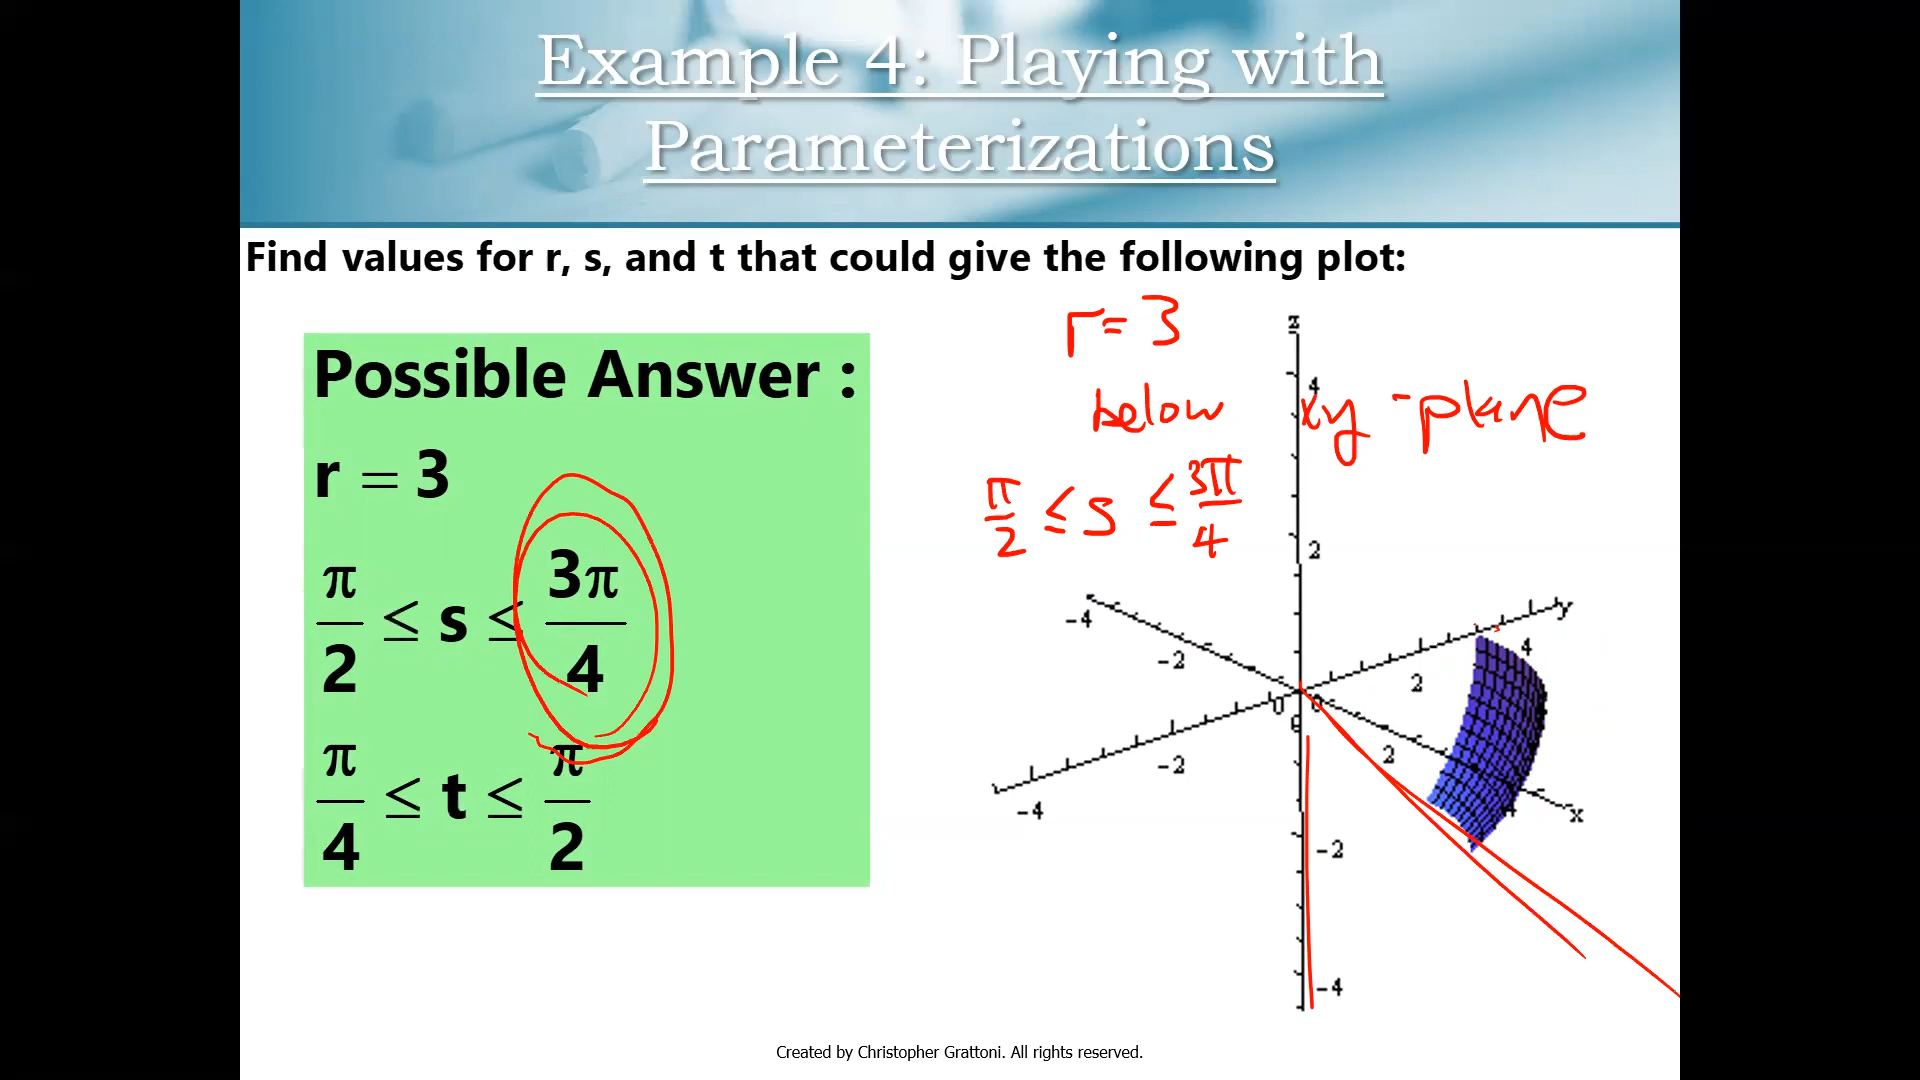 Example 4: Playing with
Parameterizations
Find values for r, s, and t that could give the following plot:
Possible Answer :
r = 3
π/2 ≤ s ≤ 3π/4
π/4 ≤ t ≤ π/2
r = 3
below xy-plane
π/2 ≤ s ≤ 3π/4
z
4
2
-4
y
-2
4
2
0
0
2
-2
-4
4
x
-2
-4
Created by Christopher Grattoni. All rights reserved.